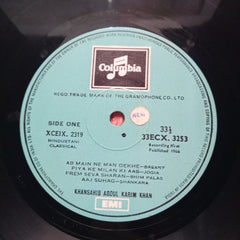 Columbia
REGD. TRADE MARK OF THE GRAMOPHONE CO., LTD.
SIDE ONE
XCEIX. 2319
HINDUSTANI
CLASSICAL
33⅓
33ECX. 3253
Recording First
Published 1966
AB MAIN NE MAN DEKHE—BASANT
PIYA KE MILAN KI AAS—JOGIA
PREM SEVA SHARAN—BHIM PALAS
AAJ SUHAG—SHANKARA
KHANSAHIB ABDUL KARIM KHAN
EMI